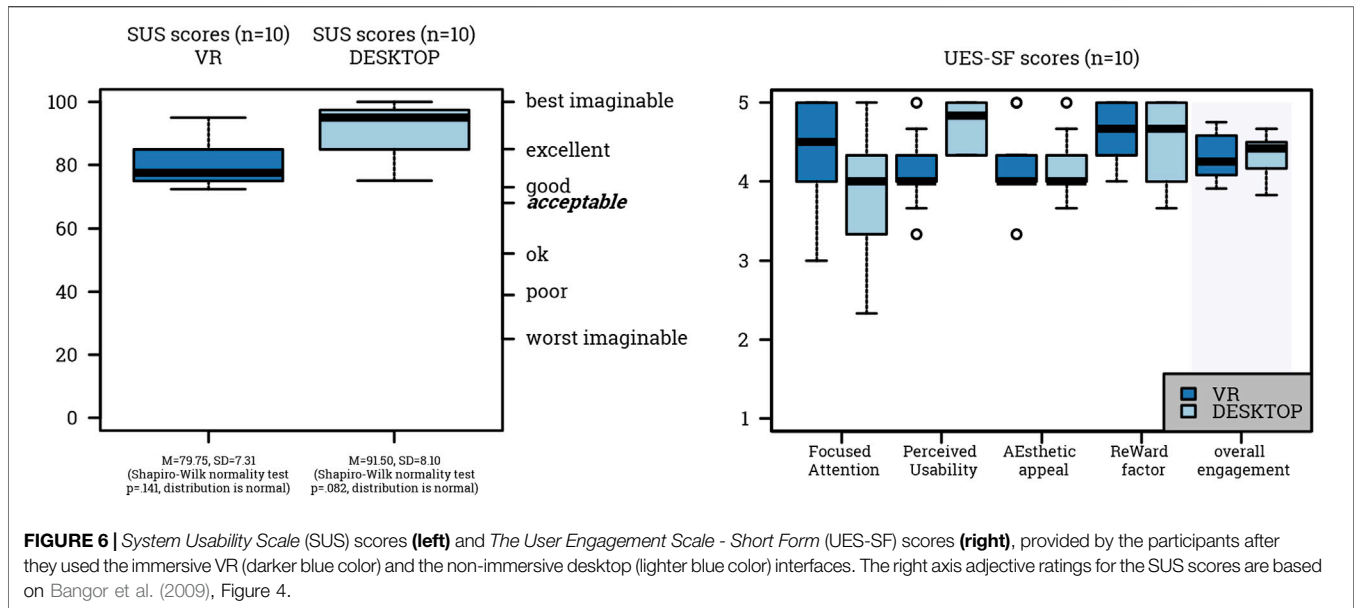 SUS scores (n=10)
VR
SUS scores (n=10)
DESKTOP
100
80
60
40
20
0
best imaginable
excellent
good
acceptable
ok
poor
worst imaginable
M=79.75, SD=7.31
(Shapiro-Wilk normality test
p=.141, distribution is normal)
M=91.50, SD=8.10
(Shapiro-Wilk normality test
p=.082, distribution is normal)
UES-SF scores (n=10)
5
4
3
2
1
VR
DESKTOP
Focused
Attention
Perceived
Usability
AEsthetic
appeal
ReWard
factor
overall
engagement
FIGURE 6 | System Usability Scale (SUS) scores (left) and The User Engagement Scale - Short Form (UES-SF) scores (right), provided by the participants after
they used the immersive VR (darker blue color) and the non-immersive desktop (lighter blue color) interfaces. The right axis adjective ratings for the SUS scores are based
on Bangor et al. (2009), Figure 4.